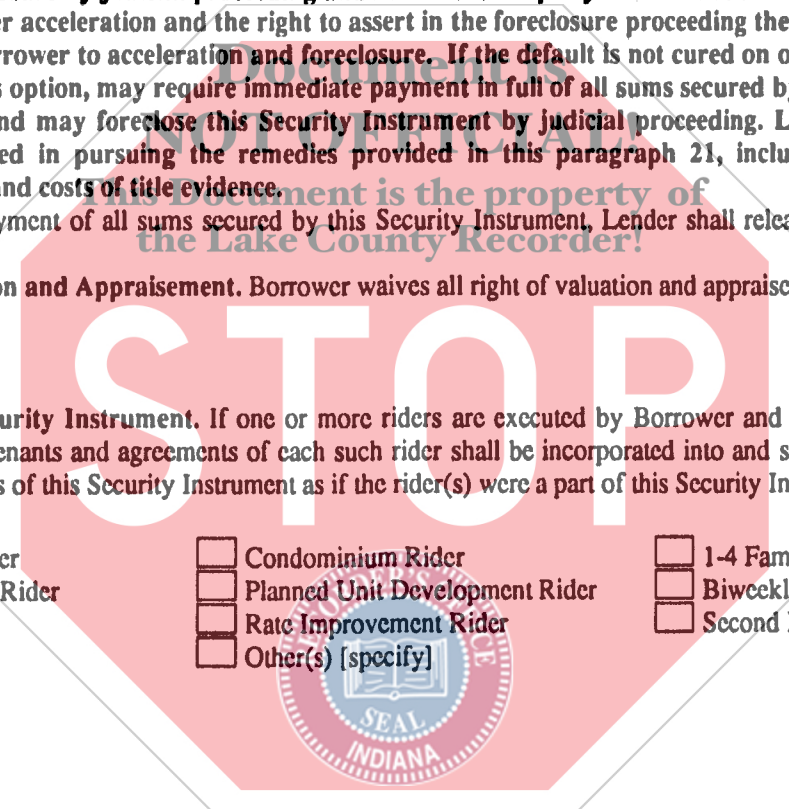 er acceleration and the right to assert in the foreclosure proceeding the
rrower to acceleration and foreclosure. If the default is not cured on o
Document is
s option, may require immediate payment in full of all sums secured b
nd may foreclose this Security Instrument by judicial proceeding. L
NOT OFFICIAL!
ed in pursuing the remedies provided in this paragraph 21, inclu
and costs of title evidence.
This Document is the property of
yment of all sums secured by this Security Instrument, Lender shall relea
the Lake County Recorder!
on and Appraisement. Borrower waives all right of valuation and appraise
STOP
urity Instrument. If one or more riders are executed by Borrower and
enants and agreements of each such rider shall be incorporated into and s
s of this Security Instrument as if the rider(s) were a part of this Security In
er
Condominium Rider
1-4 Fam
Rider
Planned Unit Development Rider
Biweekl
Rate Improvement Rider
Second
Other(s) [specify]
RECORDER'S OFFICE
SEAL
INDIANA